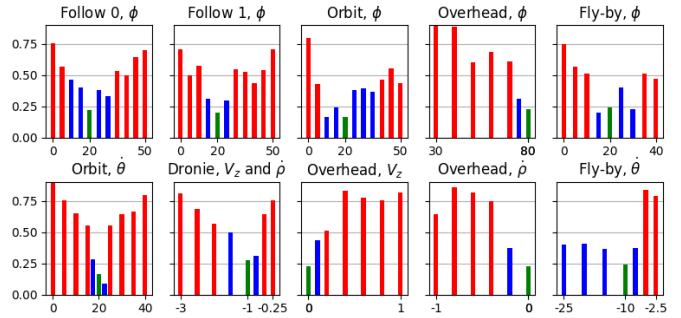 Follow 0, ϕ
Follow 1, ϕ
Orbit, ϕ
Overhead, ϕ
Fly-by, ϕ
0.75
0.50
0.25
0.00
0 20 50
0 20 50
0 20 50
30 80
0 20 40
Orbit, θ̇
Dronie, V_z and ρ̇
Overhead, V_z
Overhead, ρ̇
Fly-by, θ̇
0.75
0.50
0.25
0.00
0 20 40
-3 -1 -0.25
0 1
-1 0
-25 -10 -2.5